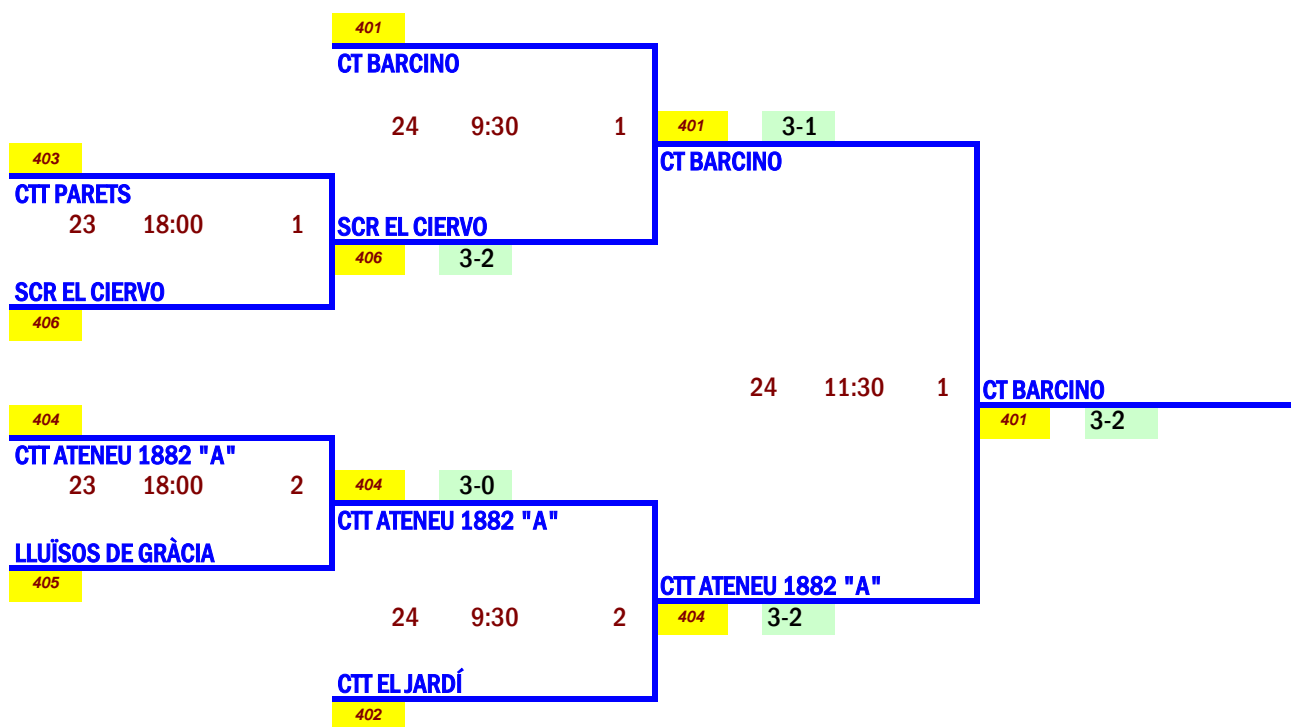 401
CT BARCINO
24 9:30 1
401 3-1
CT BARCINO
403
CTT PARETS
23 18:00 1
SCR EL CIERVO
406 3-2
SCR EL CIERVO
406
24 11:30 1
CT BARCINO
401 3-2
404
CTT ATENEU 1882 "A"
23 18:00 2
404 3-0
CTT ATENEU 1882 "A"
LLUÏSOS DE GRÀCIA
405
CTT ATENEU 1882 "A"
24 9:30 2
404 3-2
CTT EL JARDÍ
402